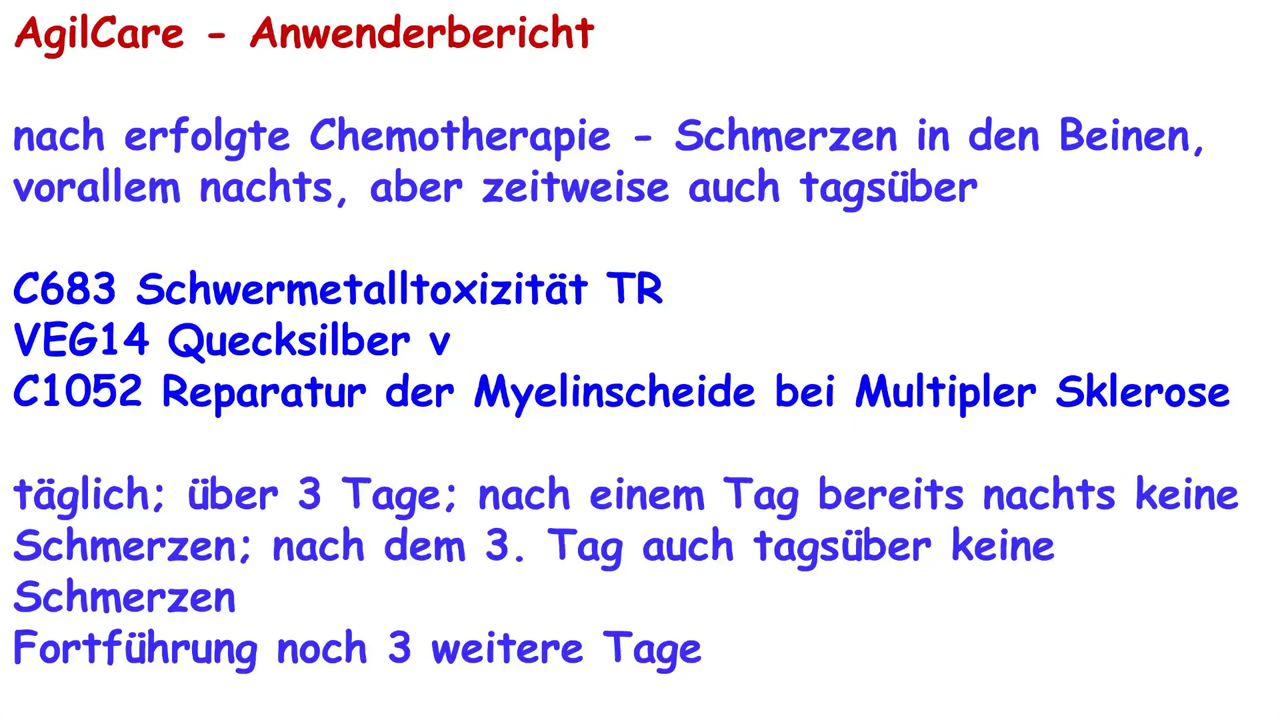 AgilCare - Anwenderbericht
nach erfolgte Chemotherapie - Schmerzen in den Beinen,
vorallem nachts, aber zeitweise auch tagsüber
C683 Schwermetalltoxizität TR
VEG14 Quecksilber v
C1052 Reparatur der Myelinscheide bei Multipler Sklerose
täglich; über 3 Tage; nach einem Tag bereits nachts keine
Schmerzen; nach dem 3. Tag auch tagsüber keine
Schmerzen
Fortführung noch 3 weitere Tage